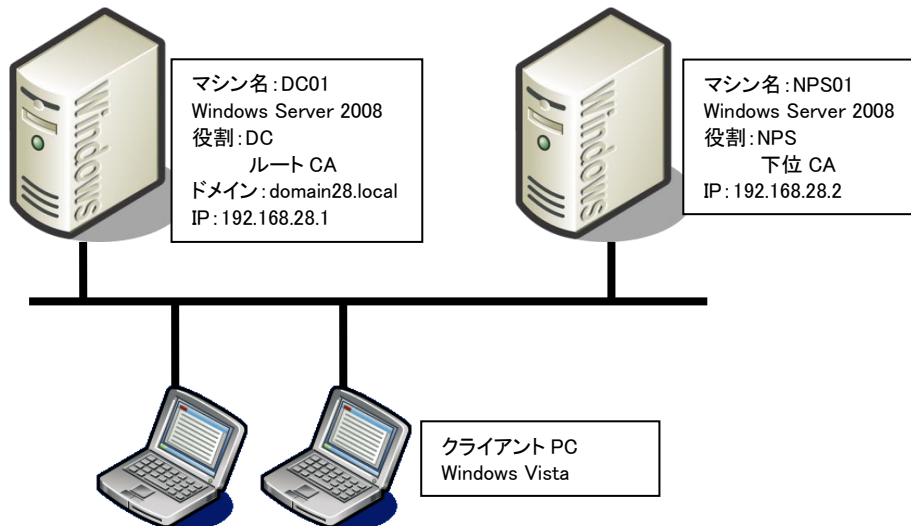 Windows
マシン名:DC01
Windows Server 2008
役割:DC
ルート CA
ドメイン:domain28.local
IP:192.168.28.1
Windows
マシン名:NPS01
Windows Server 2008
役割:NPS
下位 CA
IP:192.168.28.2
クライアント PC
Windows Vista